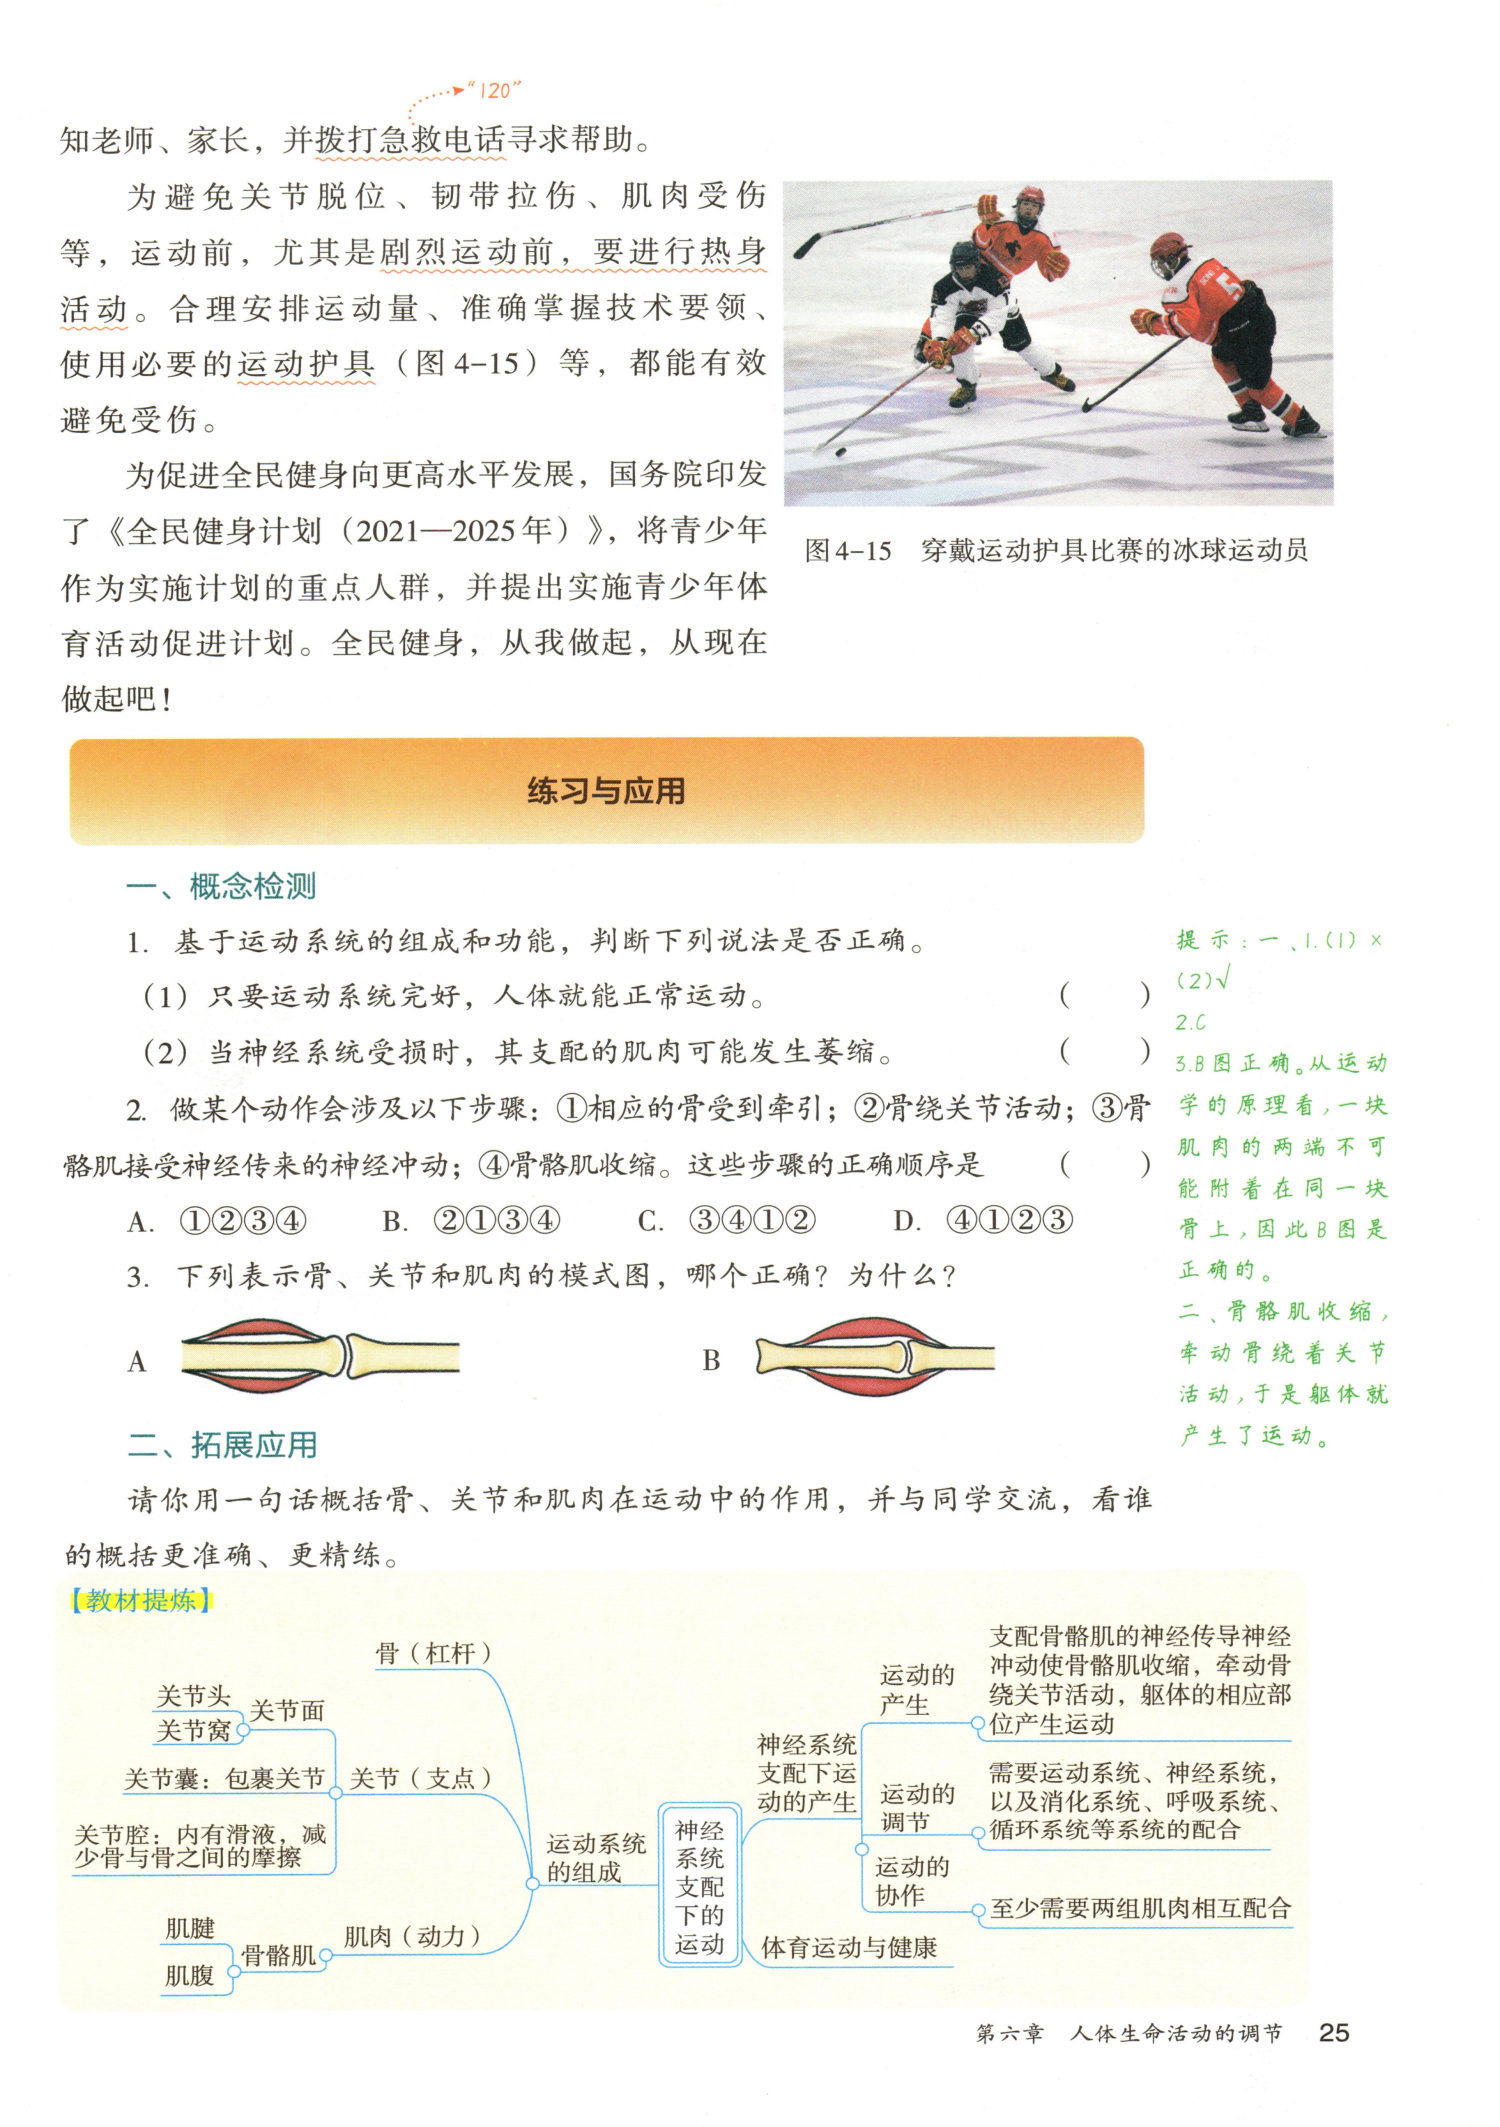 “120”
知老师、家长，并拨打急救电话寻求帮助。
为避免关节脱位、韧带拉伤、肌肉受伤
等，运动前，尤其是剧烈运动前，要进行热身
活动。合理安排运动量、准确掌握技术要领、
使用必要的运动护具（图4-15）等，都能有效
避免受伤。
为促进全民健身向更高水平发展，国务院印发
了《全民健身计划（2021—2025年）》，将青少年
作为实施计划的重点人群，并提出实施青少年体
育活动促进计划。全民健身，从我做起，从现在
做起吧！
5
图4-15　穿戴运动护具比赛的冰球运动员
练习与应用
一、概念检测
1. 基于运动系统的组成和功能，判断下列说法是否正确。
（1）只要运动系统完好，人体就能正常运动。（　　）
（2）当神经系统受损时，其支配的肌肉可能发生萎缩。（　　）
2. 做某个动作会涉及以下步骤：①相应的骨受到牵引；②骨绕关节活动；③骨
骼肌接受神经传来的神经冲动；④骨骼肌收缩。这些步骤的正确顺序是（　　）
A. ①②③④　B. ②①③④　C. ③④①②　D. ④①②③
3. 下列表示骨、关节和肌肉的模式图，哪个正确？为什么？
A
B
二、拓展应用
请你用一句话概括骨、关节和肌肉在运动中的作用，并与同学交流，看谁
的概括更准确、更精练。
提示：一、1.(1) ×
(2)√
2.C
3.B图正确。从运动
学的原理看，一块
肌肉的两端不可
能附着在同一块
骨上，因此B图是
正确的。
二、骨骼肌收缩，
牵动骨绕着关节
活动，于是躯体就
产生了运动。
【教材提炼】
骨（杠杆）
关节头
关节窝
关节面
关节囊：包裹关节
关节（支点）
关节腔：内有滑液，减
少骨与骨之间的摩擦
肌腱
肌腹
骨骼肌
肌肉（动力）
运动系统
的组成
神经
系统
支配
下的
运动
神经系统
支配下运
动的产生
运动的
产生
支配骨骼肌的神经传导神经
冲动使骨骼肌收缩，牵动骨
绕关节活动，躯体的相应部
位产生运动
运动的
调节
需要运动系统、神经系统，
以及消化系统、呼吸系统、
循环系统等系统的配合
运动的
协作
至少需要两组肌肉相互配合
体育运动与健康
第六章　人体生命活动的调节　25